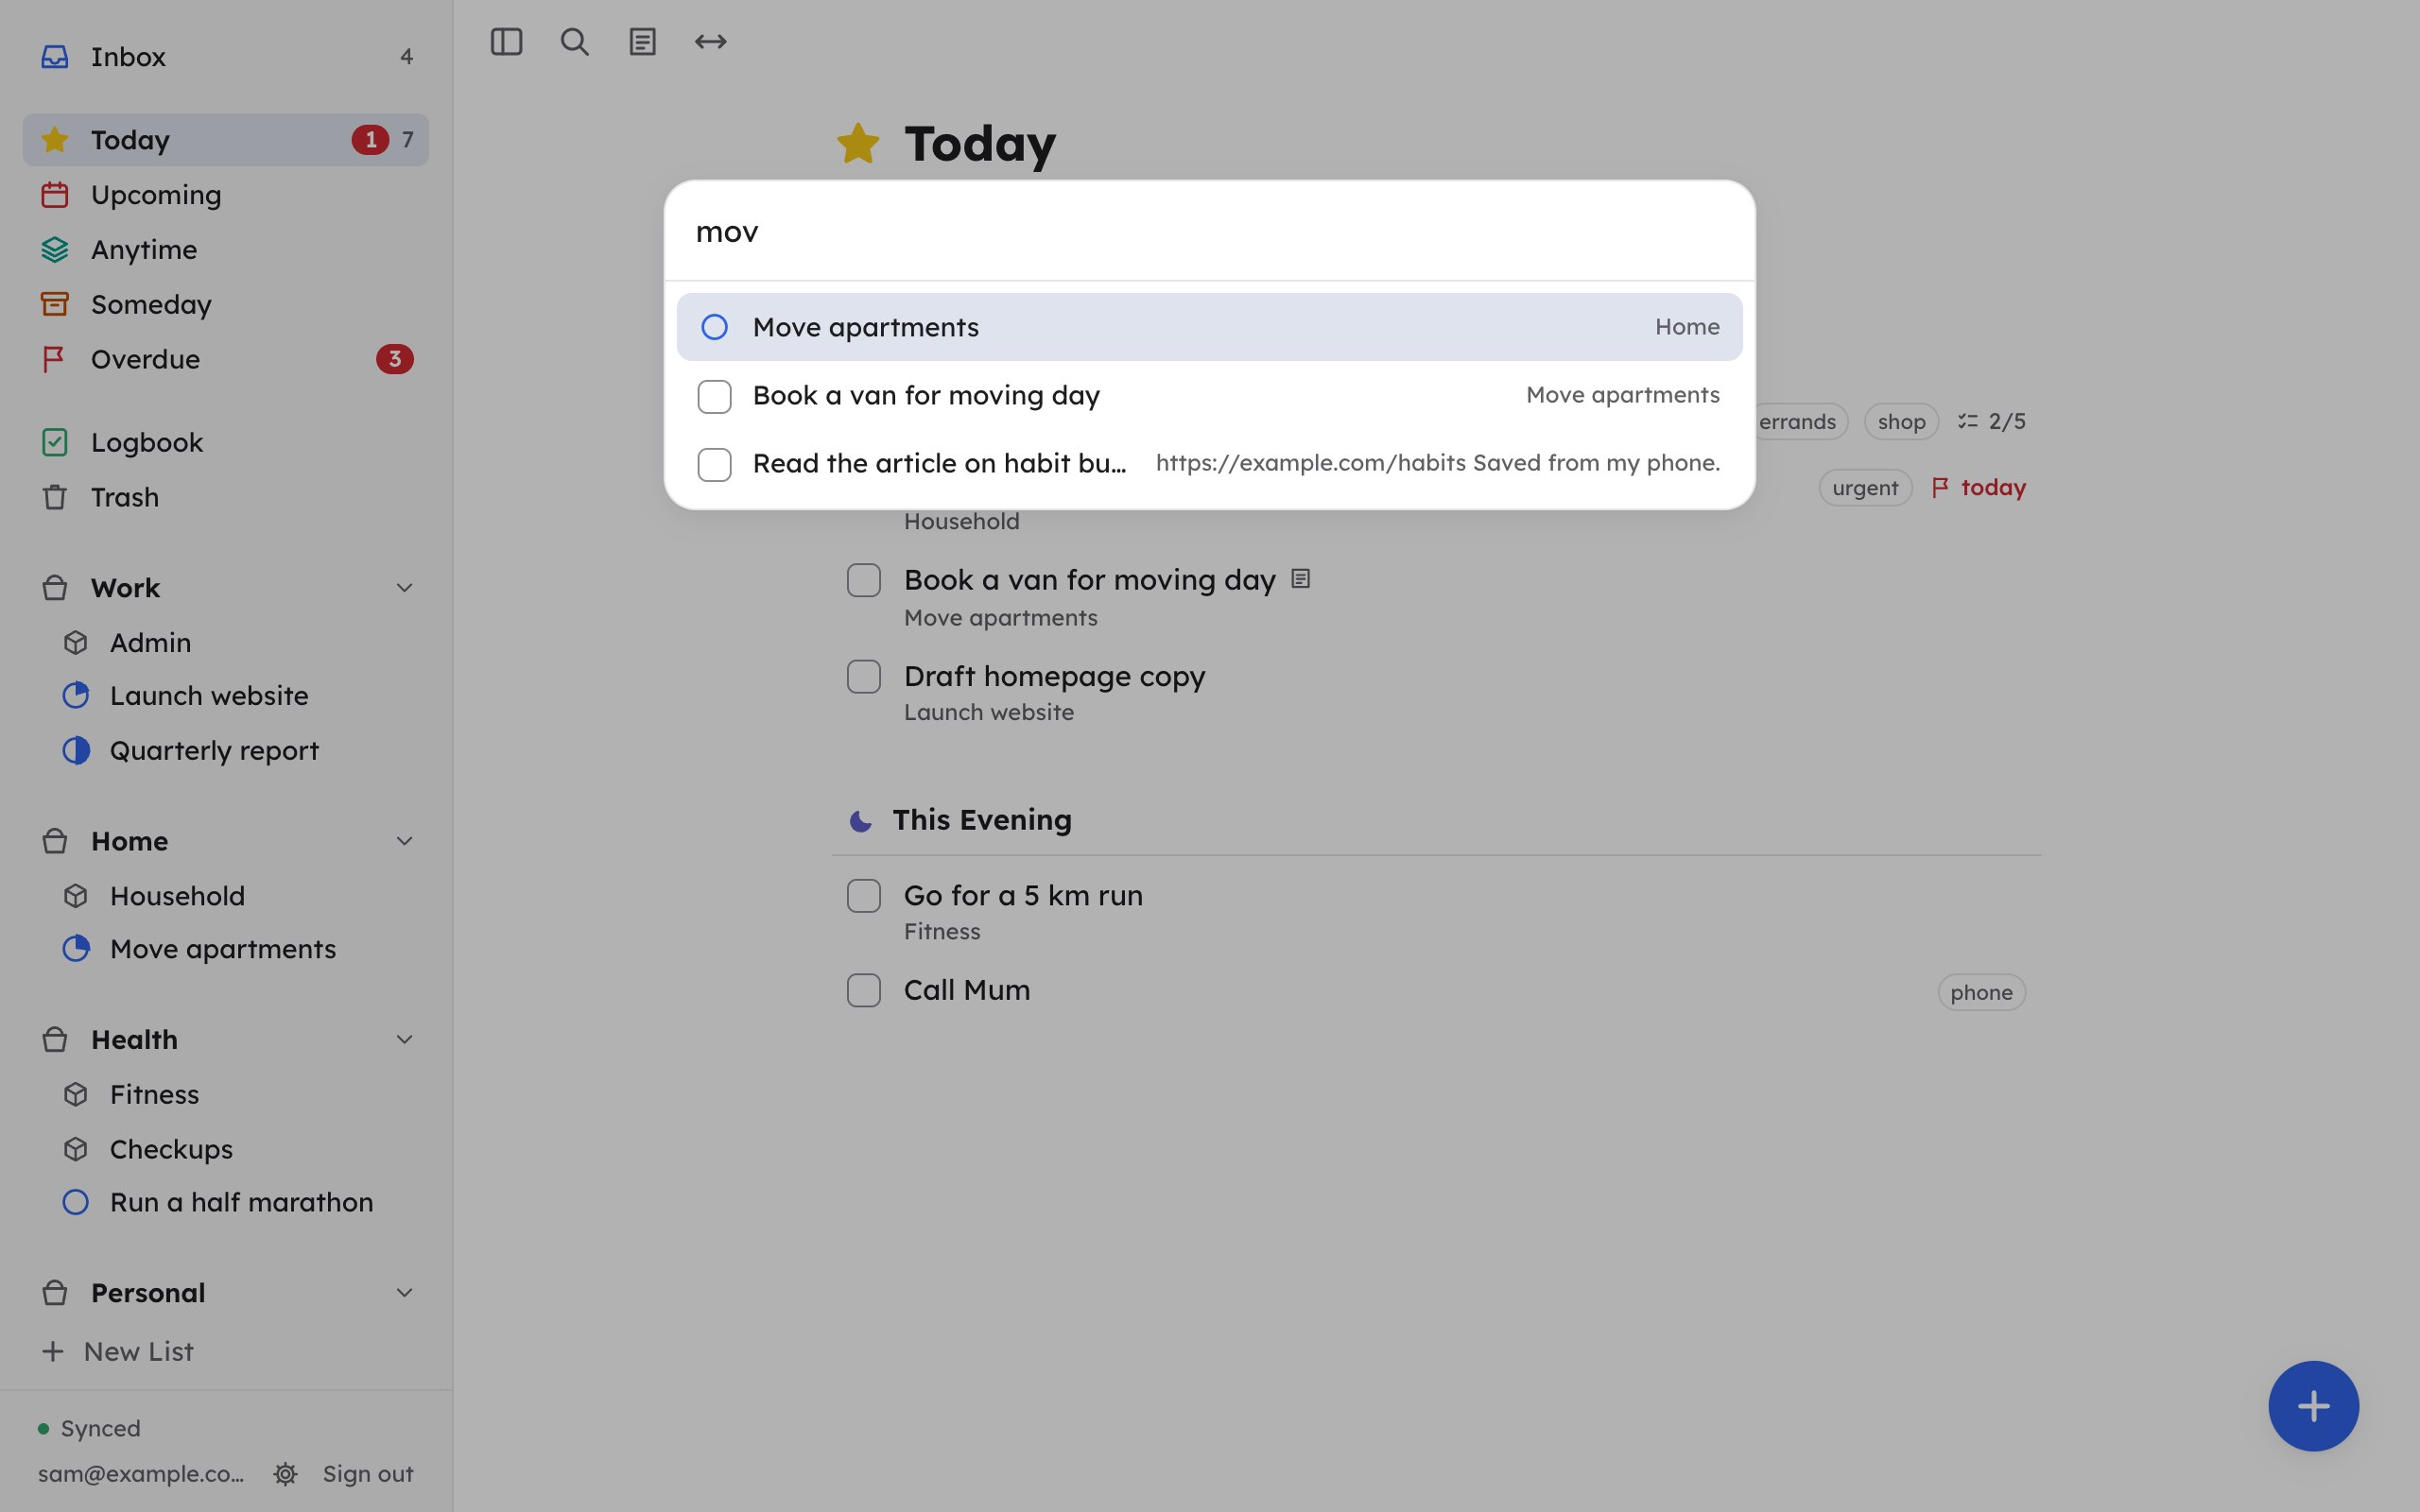 Inbox 4
Today 1 7
Upcoming
Anytime
Someday
Overdue 3
Logbook
Trash
Work
Admin
Launch website
Quarterly report
Home
Household
Move apartments
Health
Fitness
Checkups
Run a half marathon
Personal
New List
Synced
sam@example.co... Sign out
Today
mov
Move apartments Home
Book a van for moving day Move apartments
Read the article on habit bu... https://example.com/habits Saved from my phone.
errands shop 2/5
urgent today
Household
Book a van for moving day
Move apartments
Draft homepage copy
Launch website
This Evening
Go for a 5 km run
Fitness
Call Mum phone